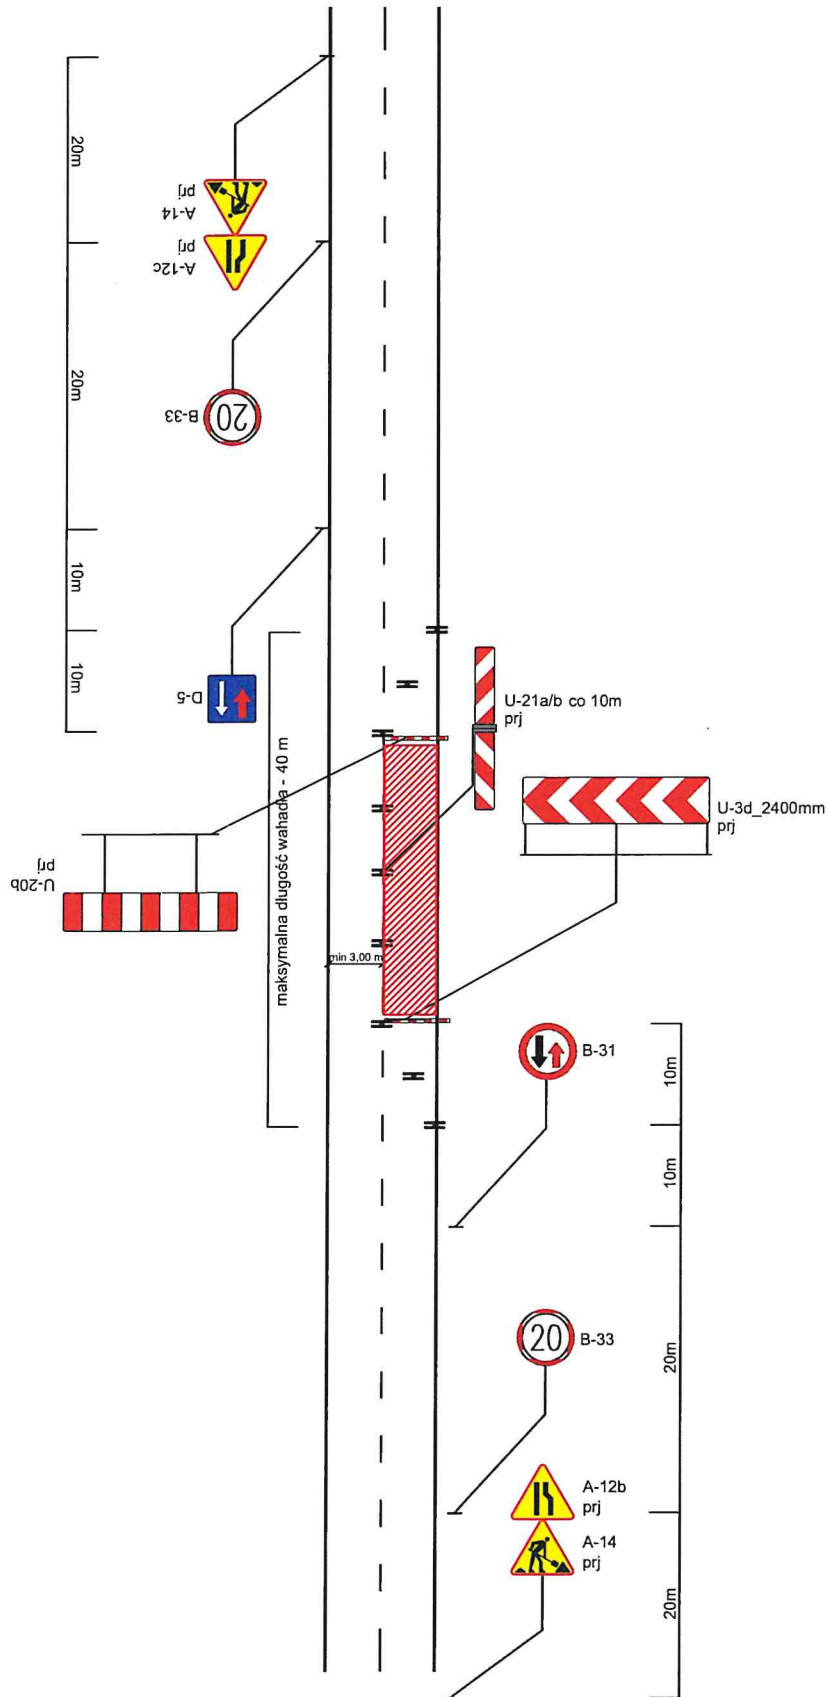 20m
A-14
prj
A-12c
prj
20m
20
B-33
10m
10m
D-5
maksymalna długość wahadła - 40 m
U-21a/b co 10m
prj
U-3d_2400mm
prj
U-20b
prj
min 3,00 m
B-31
10m
10m
20
B-33
20m
A-12b
prj
A-14
prj
20m